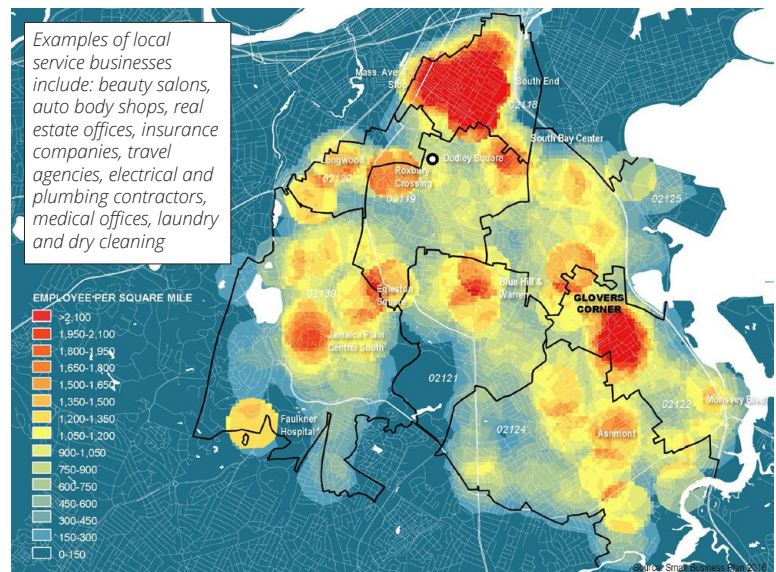 Examples of local
service businesses
include: beauty salons,
auto body shops, real
estate offices, insurance
companies, travel
agencies, electrical and
plumbing contractors,
medical offices, laundry
and dry cleaning
Mass. Ave
South End
02118
South Bay Center
Dudley Square
Longwood
02120
Roxbury
Crossing
02119
02125
EMPLOYEE PER SQUARE MILE
>2,100
1,950-2,100
1,800-1,950
1,650-1,800
1,500-1,650
1,350-1,500
1,200-1,350
1,050-1,200
900-1,050
750-900
600-750
450-600
300-450
150-300
0-150
02130
Egleston
Square
Blue Hill &
Warren
GLOVERS
CORNER
Jamaica Plain
Centre/ South
02121
02122
Morissey Blvd
Faulkner
Hospital
02124
Ashmont
Source: Small Business Plan 2016